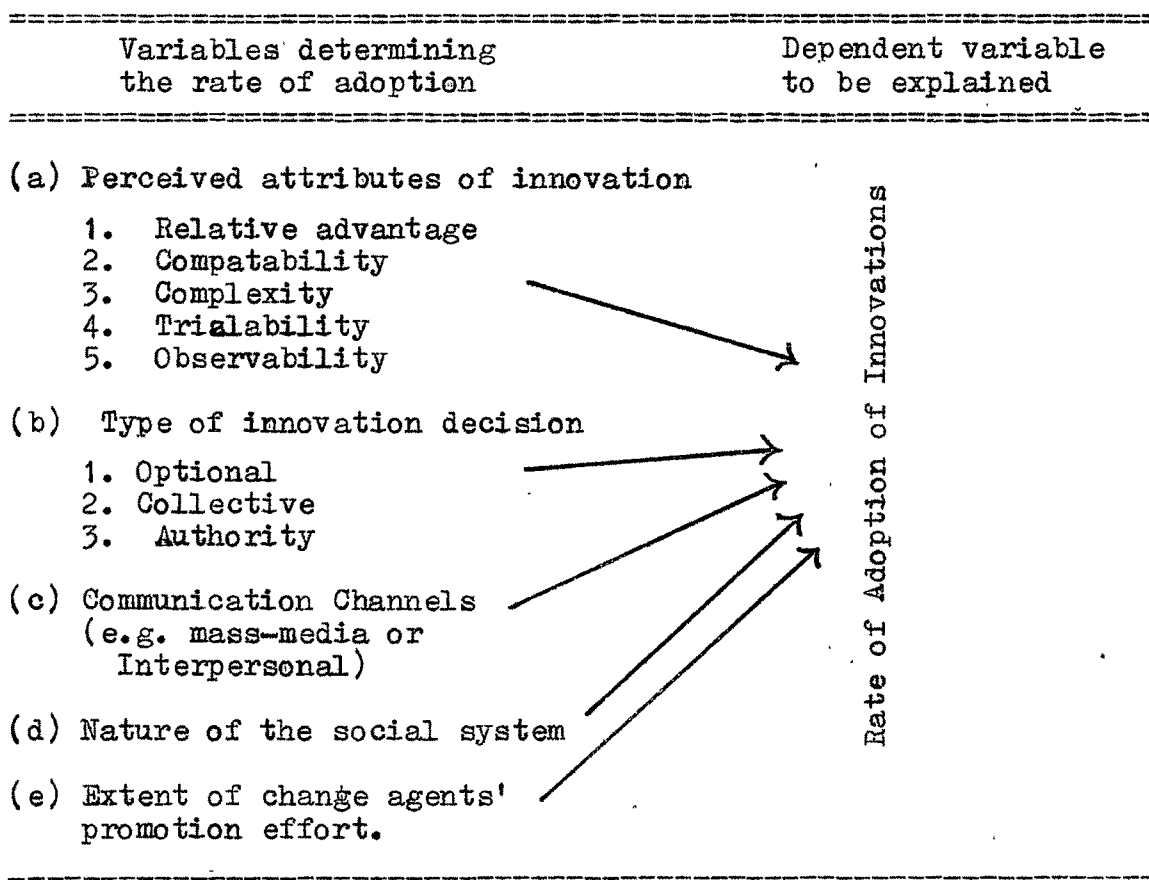 Variables determining the rate of adoption
Dependent variable to be explained
(a) Perceived attributes of innovation
1. Relative advantage
2. Compatability
3. Complexity
4. Trialability
5. Observability
(b) Type of innovation decision
1. Optional
2. Collective
3. Authority
(c) Communication Channels
(e.g. mass-media or
Interpersonal)
(d) Nature of the social system
(e) Extent of change agents'
promotion effort.
Rate of Adoption of Innovations